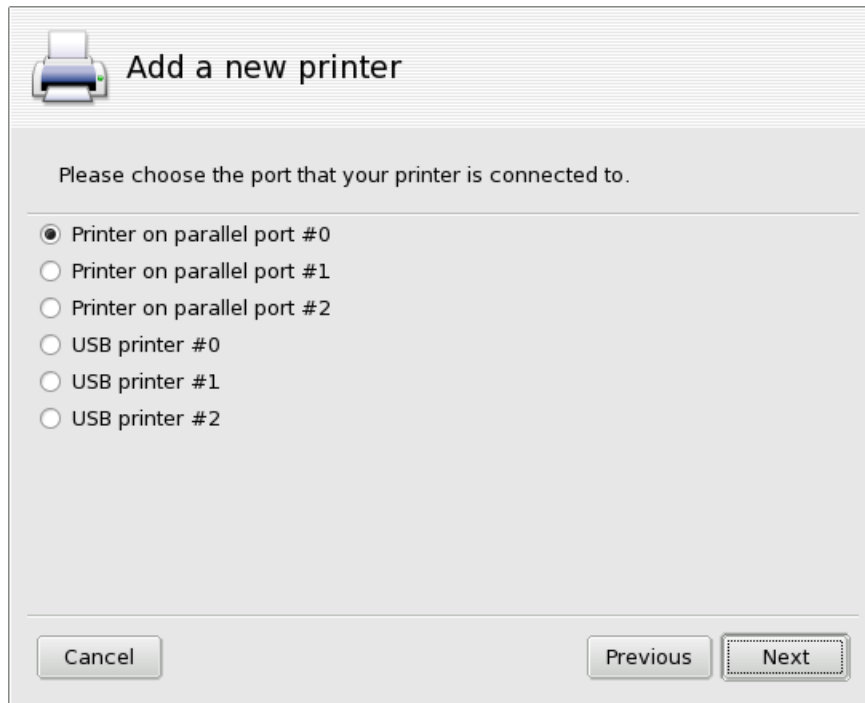 Add a new printer
Please choose the port that your printer is connected to.
Printer on parallel port #0
Printer on parallel port #1
Printer on parallel port #2
USB printer #0
USB printer #1
USB printer #2
Cancel Previous Next